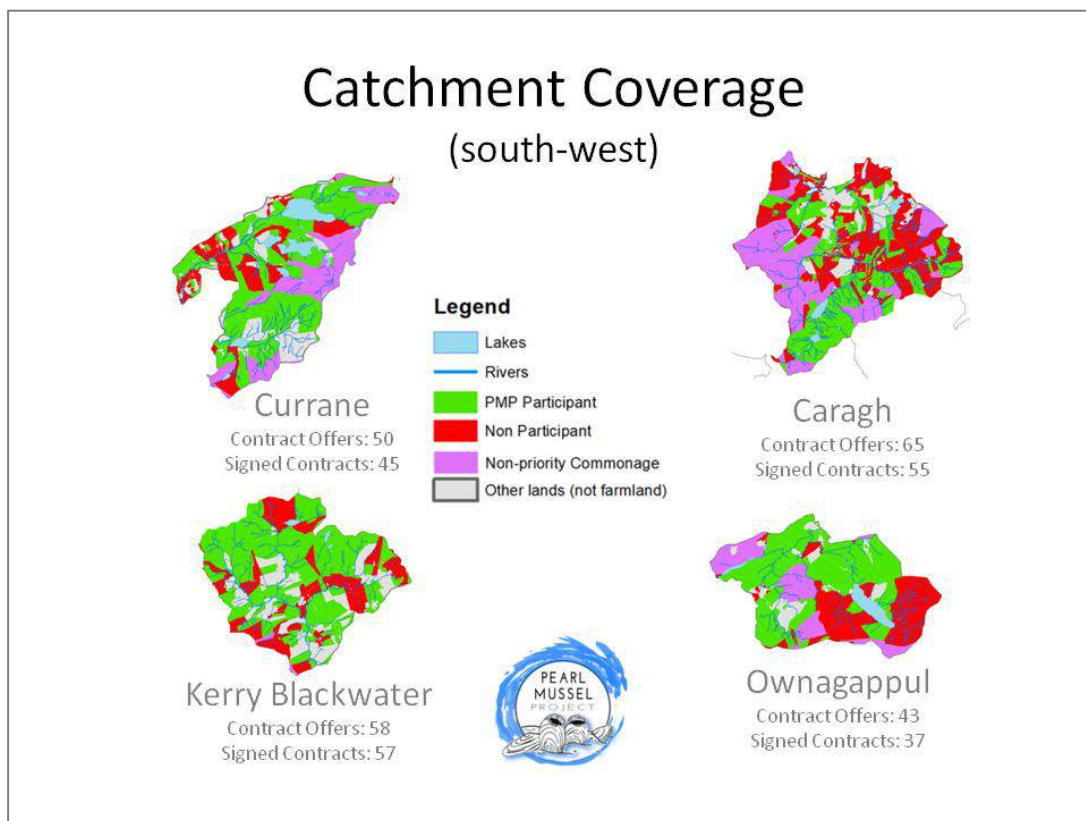 Catchment Coverage
(south-west)
Currane
Contract Offers: 50
Signed Contracts: 45
Caragh
Contract Offers: 65
Signed Contracts: 55
Legend
Lakes
Rivers
PMP Participant
Non Participant
Non-priority Commonage
Other lands (not farmland)
Kerry Blackwater
Contract Offers: 58
Signed Contracts: 57
PEARL
MUSSEL
PROJECT
Ownagappul
Contract Offers: 43
Signed Contracts: 37